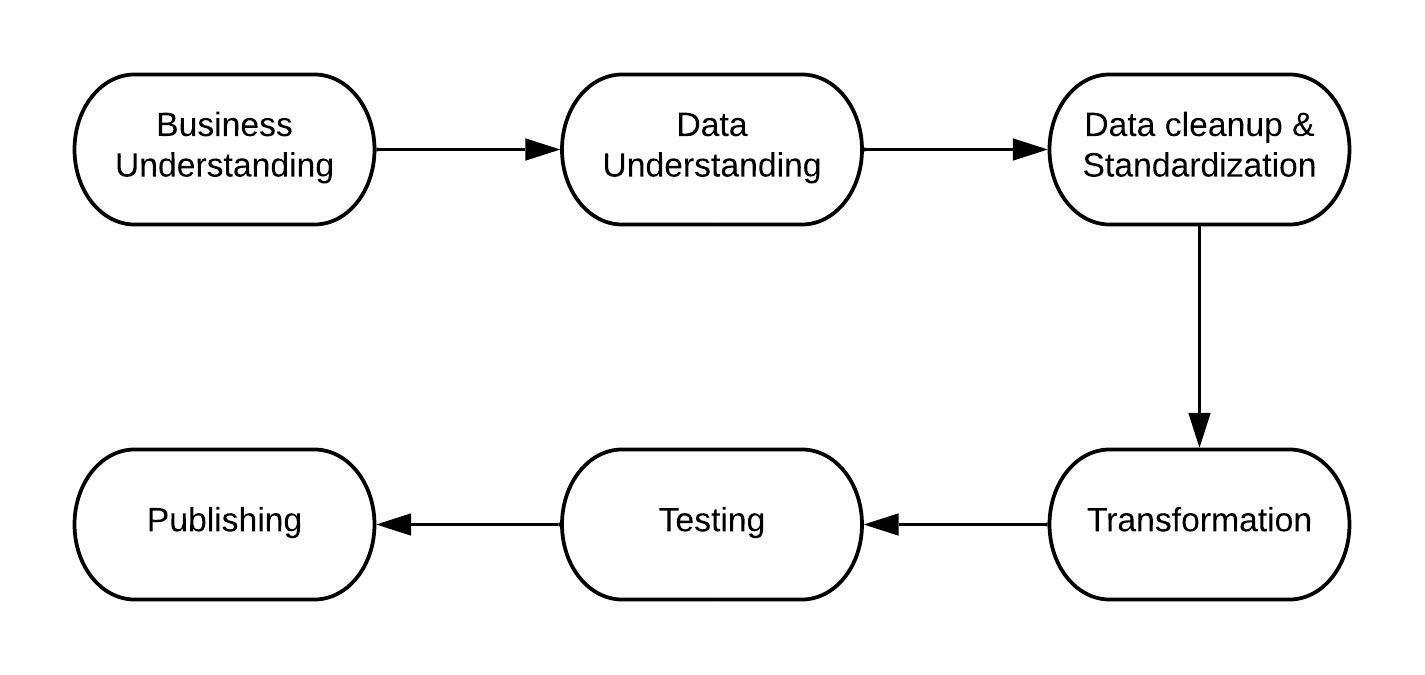 Business
Understanding
Data
Understanding
Data cleanup &
Standardization
Publishing
Testing
Transformation